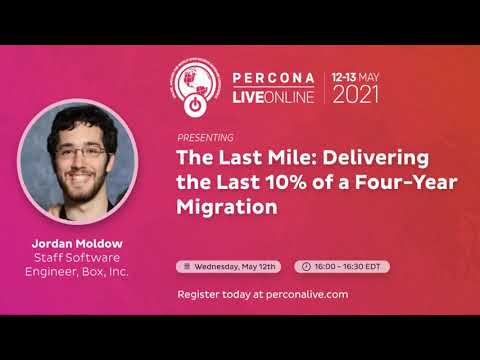 PERCONA
LIVEONLINE
12-13 MAY
2021
PRESENTING
The Last Mile: Delivering
the Last 10% of a Four-Year
Migration
Jordan Moldow
Staff Software
Engineer, Box, Inc.
Wednesday, May 12th
16:00 - 16:30 EDT
Register today at perconalive.com